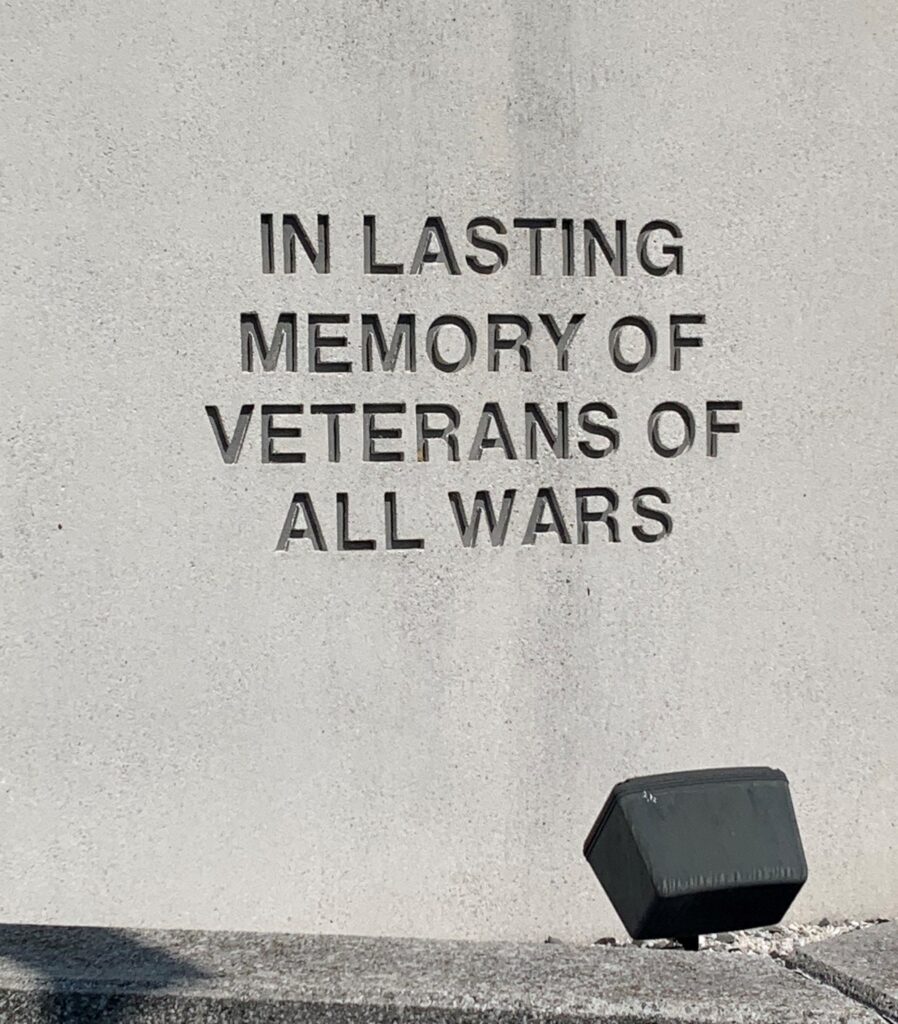 IN LASTING
MEMORY OF
VETERANS OF
ALL WARS